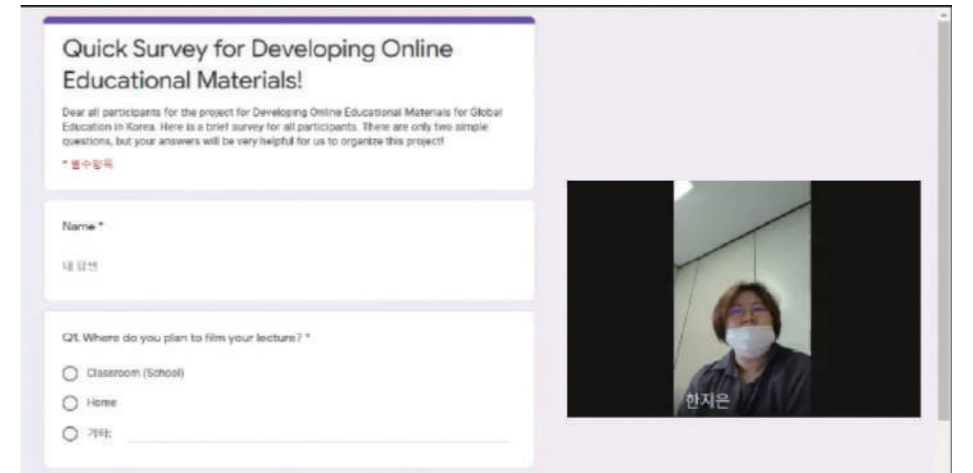 Quick Survey for Developing Online
Educational Materials!
Dear all participants for the project for Developing Online Educational Materials for Global
Education in Korea. Here is a brief survey for all participants. There are only two simple
questions, but your answers will be very helpful for us to organize this project!
* 필수항목
Name *
내 답변
Q1. Where do you plan to film your lecture? *
Classroom (School)
Home
기타:
한지은